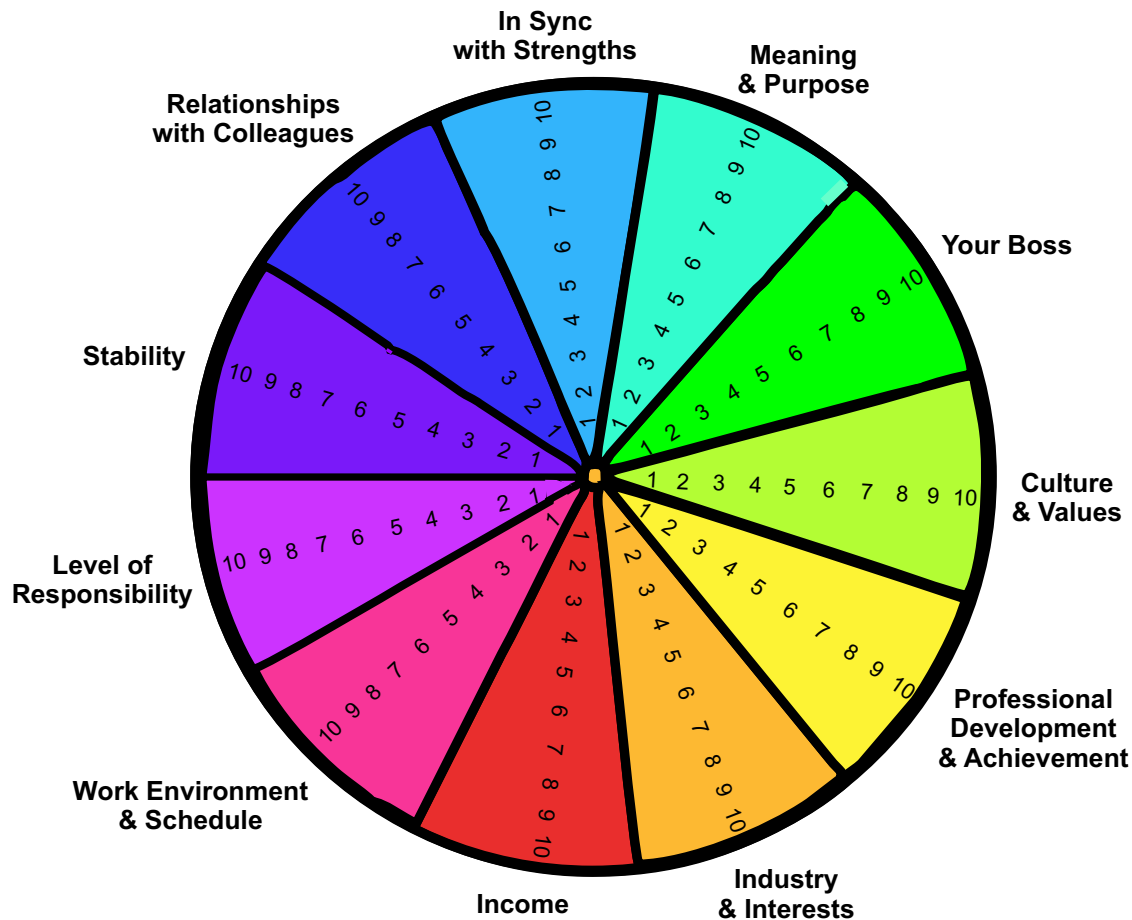 In Sync
with Strengths
Meaning
& Purpose
Relationships
with Colleagues
Your Boss
Stability
Culture
& Values
Level of
Responsibility
Professional
Development
& Achievement
Work Environment
& Schedule
Income
Industry
& Interests
1 2 3 4 5 6 7 8 9 10
1 2 3 4 5 6 7 8 9 10
1 2 3 4 5 6 7 8 9 10
1 2 3 4 5 6 7 8 9 10
1 2 3 4 5 6 7 8 9 10
1 2 3 4 5 6 7 8 9 10
1 2 3 4 5 6 7 8 9 10
1 2 3 4 5 6 7 8 9 10
10 9 8 7 6 5 4 3 2 1
10 9 8 7 6 5 4 3 2 1
10 9 8 7 6 5 4 3 2 1